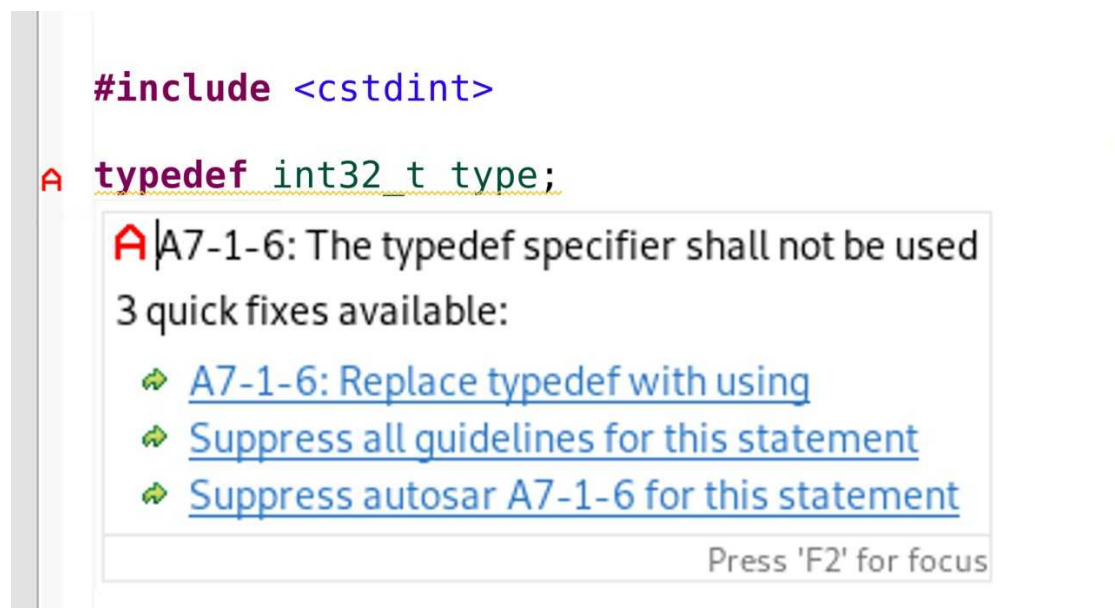 #include <cstdint>
A typedef int32_t type;
A A7-1-6: The typedef specifier shall not be used
3 quick fixes available:
A7-1-6: Replace typedef with using
Suppress all guidelines for this statement
Suppress autosar A7-1-6 for this statement
Press 'F2' for focus